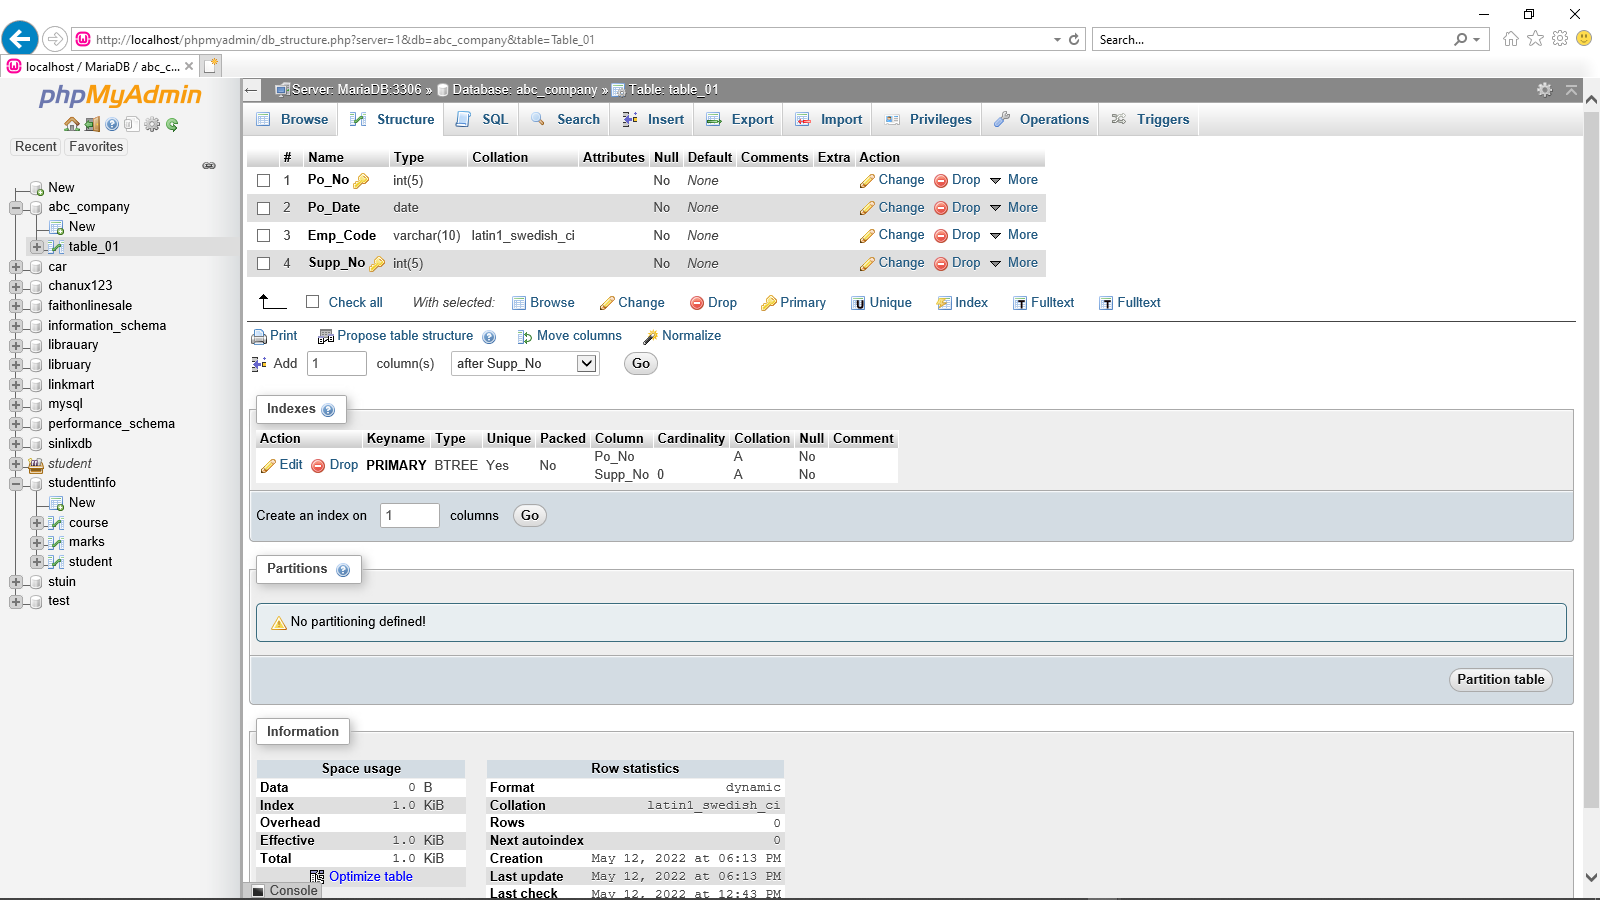 http://localhost/phpmyadmin/db_structure.php?server=1&db=abc_company&table=Table_01
Search...
localhost / MariaDB / abc_c...
phpMyAdmin
Recent
Favorites
New
abc_company
New
table_01
car
chanux123
faithonlinesale
information_schema
librauary
libruary
linkmart
mysql
performance_schema
sinlixdb
student
studenttinfo
New
course
marks
student
stuin
test
Server: MariaDB:3306 » Database: abc_company » Table: table_01
Browse Structure SQL Search Insert Export Import Privileges Operations Triggers
# Name Type Collation Attributes Null Default Comments Extra Action
1 Po_No int(5) No None Change Drop More
2 Po_Date date No None Change Drop More
3 Emp_Code varchar(10) latin1_swedish_ci No None Change Drop More
4 Supp_No int(5) No None Change Drop More
Check all With selected: Browse Change Drop Primary Unique Index Fulltext Fulltext
Print Propose table structure Move columns Normalize
Add 1 column(s) after Supp_No Go
Indexes
Action Keyname Type Unique Packed Column Cardinality Collation Null Comment
Edit Drop PRIMARY BTREE Yes No Po_No A No
Supp_No 0 A No
Create an index on 1 columns Go
Partitions
No partitioning defined!
Partition table
Information
Space usage
Data 0 B
Index 1.0 KiB
Overhead
Effective 1.0 KiB
Total 1.0 KiB
Optimize table
Row statistics
Format dynamic
Collation latin1_swedish_ci
Rows 0
Next autoindex 0
Creation May 12, 2022 at 06:13 PM
Last update May 12, 2022 at 06:13 PM
Last check May 12, 2022 at 12:43 PM
Console